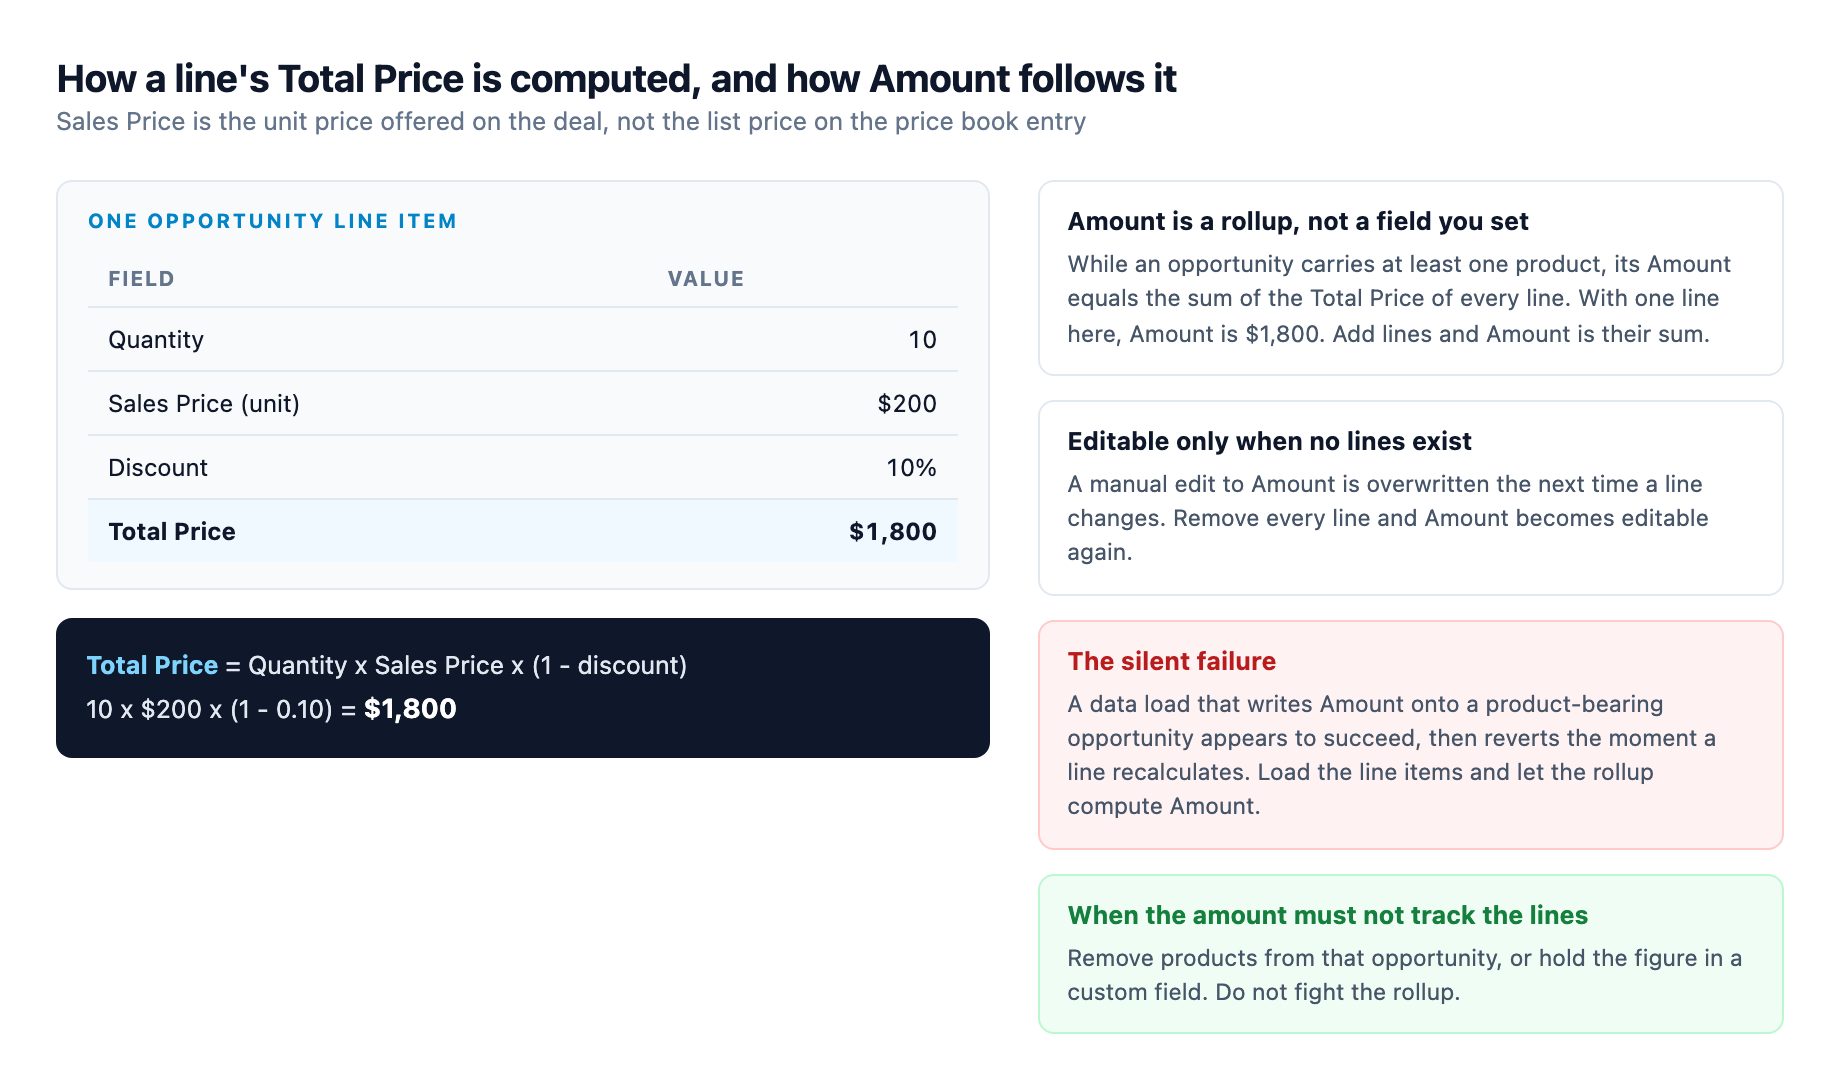 How a line's Total Price is computed, and how Amount follows it
Sales Price is the unit price offered on the deal, not the list price on the price book entry
ONE OPPORTUNITY LINE ITEM
FIELD VALUE
Quantity 10
Sales Price (unit) $200
Discount 10%
Total Price $1,800
Total Price = Quantity x Sales Price x (1 - discount)
10 x $200 x (1 - 0.10) = $1,800
Amount is a rollup, not a field you set
While an opportunity carries at least one product, its Amount
equals the sum of the Total Price of every line. With one line
here, Amount is $1,800. Add lines and Amount is their sum.
Editable only when no lines exist
A manual edit to Amount is overwritten the next time a line
changes. Remove every line and Amount becomes editable
again.
The silent failure
A data load that writes Amount onto a product-bearing
opportunity appears to succeed, then reverts the moment a
line recalculates. Load the line items and let the rollup
compute Amount.
When the amount must not track the lines
Remove products from that opportunity, or hold the figure in a
custom field. Do not fight the rollup.